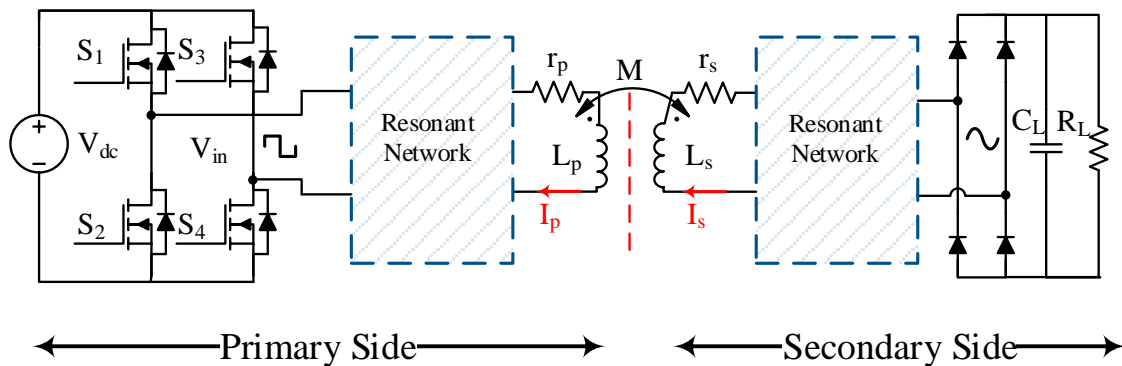 S1
S3
Vdc
Vin
S2
S4
Resonant
Network
rp
M
rs
Lp
Ls
Ip
Is
Resonant
Network
CL
RL
Primary Side
Secondary Side